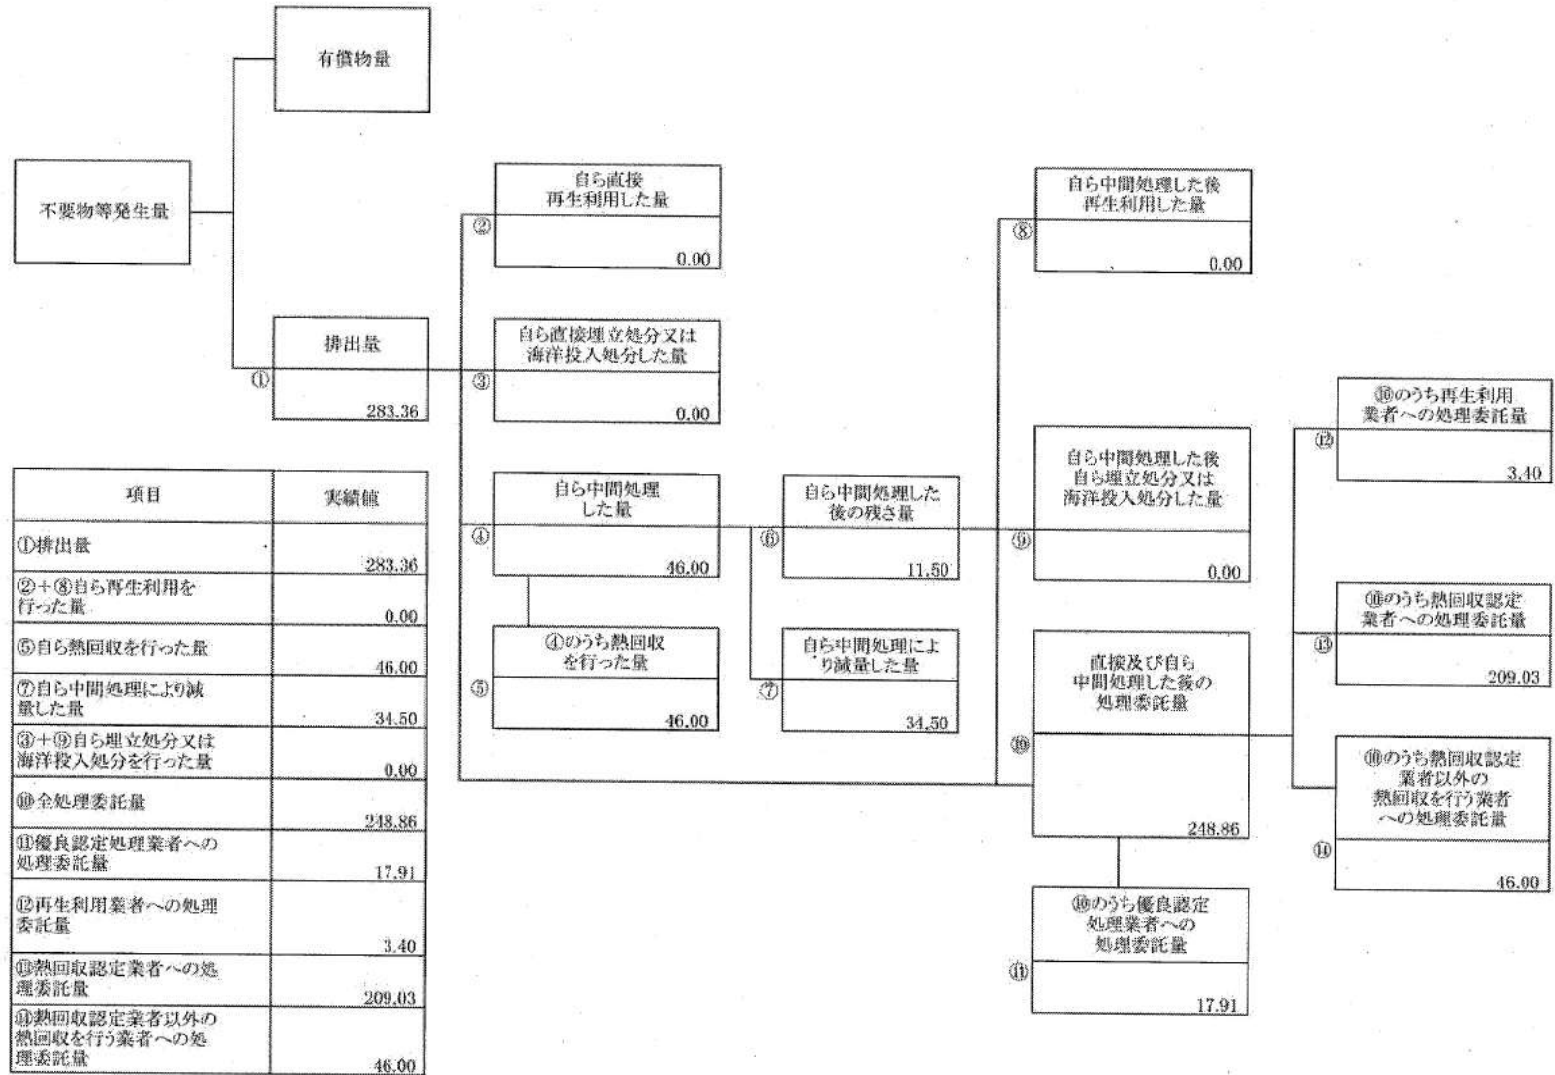 有償物量
不要物等発生量
排出量
①
283.36
自ら直接
再生利用した量
②
0.00
自ら直接埋立処分又は
海洋投入処分した量
③
0.00
自ら中間処理
した量
④
46.00
④のうち熱回収
を行った量
⑤
46.00
自ら中間処理した
後の残さ量
⑥
11.50
自ら中間処理によ
り減量した量
⑦
34.50
自ら中間処理した後
再生利用した量
⑧
0.00
自ら中間処理した後
自ら埋立処分又は
海洋投入処分した量
⑨
0.00
直接及び自ら
中間処理した後の
処理委託量
⑩
248.86
⑩のうち優良認定
処理業者への
処理委託量
⑪
17.91
⑩のうち再生利用
業者への処理委託量
⑫
3.40
⑩のうち熱回収認定
業者への処理委託量
⑬
209.03
⑩のうち熱回収認定
業者以外の
熱回収を行う業者
への処理委託量
⑭
46.00
項目 実績値
①排出量
283.36
②+⑧自ら再生利用を
行った量
0.00
⑤自ら熱回収を行った量
46.00
⑦自ら中間処理により減
量した量
34.50
③+⑨自ら埋立処分又は
海洋投入処分を行った量
0.00
⑩全処理委託量
248.86
⑪優良認定処理業者への
処理委託量
17.91
⑫再生利用業者への処理
委託量
3.40
⑬熱回収認定業者への処
理委託量
209.03
⑭熱回収認定業者以外の
熱回収を行う業者への処
理委託量
46.00